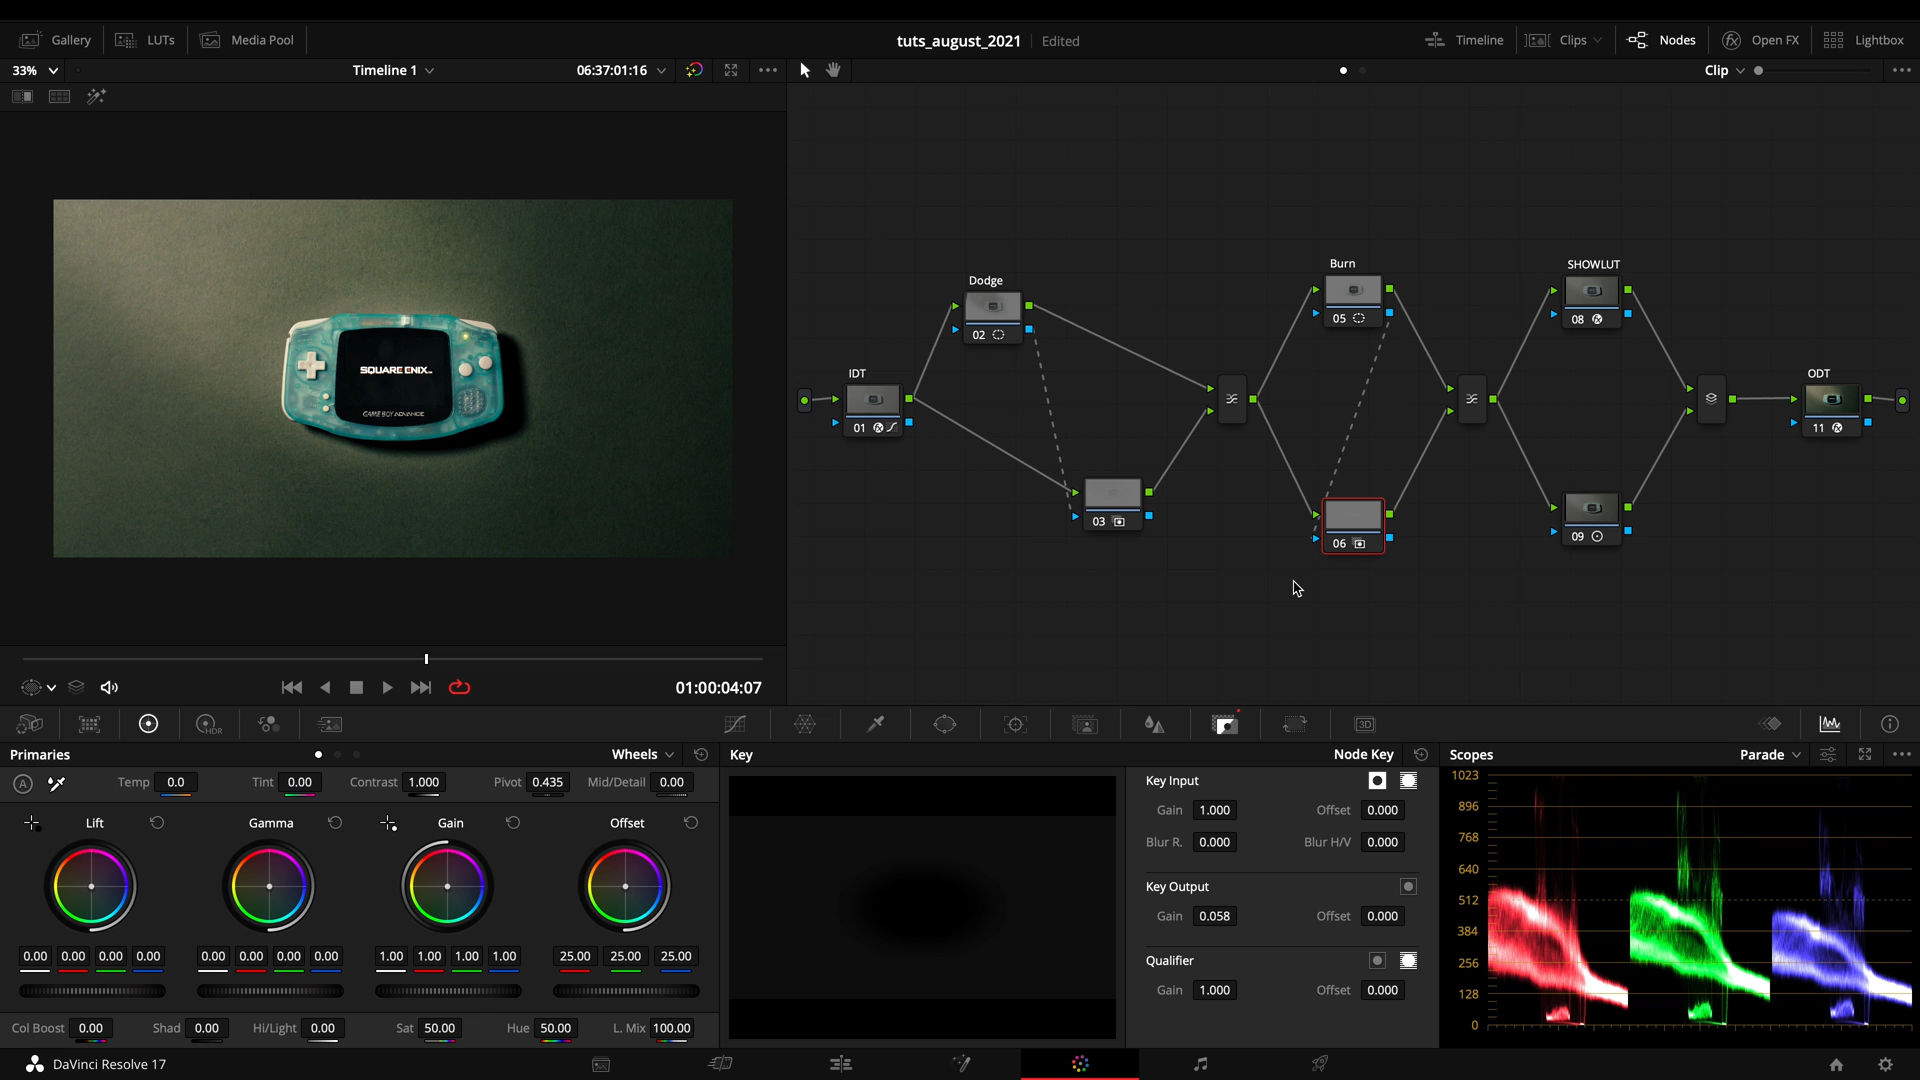 Gallery LUTs Media Pool tuts_august_2021 Edited Timeline Clips Nodes Open FX Lightbox
33% Timeline 1 06:37:01:16 Clip
SQUARE ENIX
GAME BOY ADVANCE
IDT
01
Dodge
02
03
Burn
05
06
SHOWLUT
08
09
ODT
11
01:00:04:07
HDR
3D
Primaries Wheels
Temp 0.0 Tint 0.00 Contrast 1.000 Pivot 0.435 Mid/Detail 0.00
A
Lift Gamma Gain Offset
0.00 0.00 0.00 0.00 0.00 0.00 0.00 0.00 1.00 1.00 1.00 1.00 25.00 25.00 25.00
Col Boost 0.00 Shad 0.00 Hi/Light 0.00 Sat 50.00 Hue 50.00 L. Mix 100.00
Key Node Key
Key Input
Gain 1.000 Offset 0.000
Blur R. 0.000 Blur H/V 0.000
Key Output
Gain 0.058 Offset 0.000
Qualifier
Gain 1.000 Offset 0.000
Scopes Parade
1023
896
768
640
512
384
256
128
0
DaVinci Resolve 17